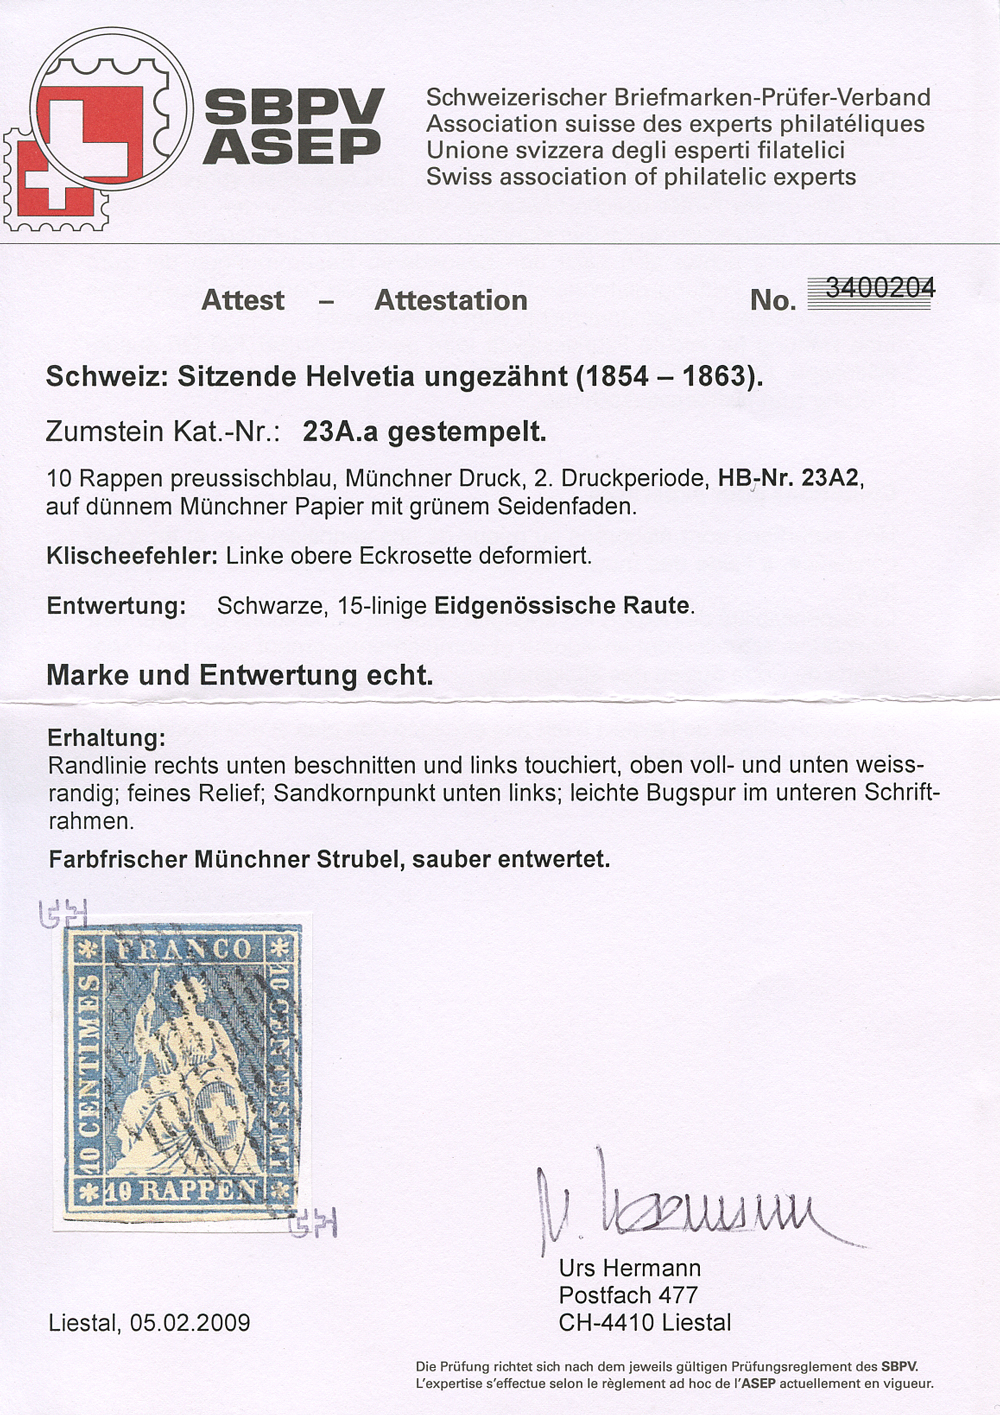 SBPV
ASEP
Schweizerischer Briefmarken-Prüfer-Verband
Association suisse des experts philatéliques
Unione svizzera degli esperti filatelici
Swiss association of philatelic experts
Attest – Attestation No. 3400204
Schweiz: Sitzende Helvetia ungezähnt (1854 – 1863).
Zumstein Kat.-Nr.: 23A.a gestempelt.
10 Rappen preussischblau, Münchner Druck, 2. Druckperiode, HB-Nr. 23A2,
auf dünnem Münchner Papier mit grünem Seidenfaden.
Klischeefehler: Linke obere Eckrosette deformiert.
Entwertung: Schwarze, 15-linige Eidgenössische Raute.
Marke und Entwertung echt.
Erhaltung:
Randlinie rechts unten beschnitten und links touchiert, oben voll- und unten weiss-
randig; feines Relief; Sandkornpunkt unten links; leichte Bugspur im unteren Schrift-
rahmen.
Farbfrischer Münchner Strubel, sauber entwertet.
FRANCO
10 CENTIMES
10 CENTESIMI
10 RAPPEN
Urs Hermann
Postfach 477
CH-4410 Liestal
Liestal, 05.02.2009
Die Prüfung richtet sich nach dem jeweils gültigen Prüfungsreglement des SBPV.
L'expertise s'effectue selon le règlement ad hoc de l'ASEP actuellement en vigueur.